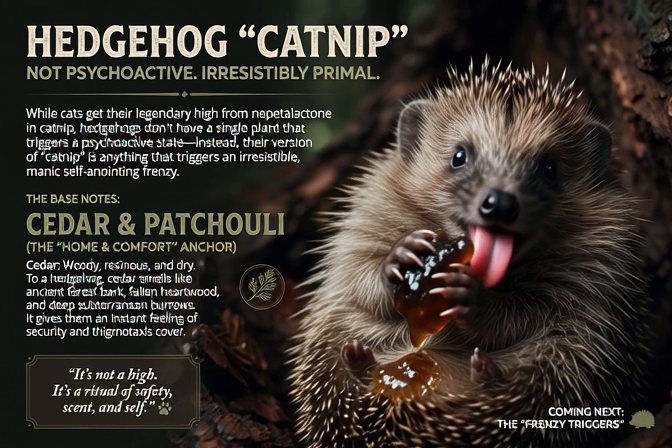 HEDGEHOG “CATNIP”
NOT PSYCHOACTIVE. IRRESISTIBLY PRIMAL.
While cats get their legendary high from nepetalactone
in catnip, hedgehogs don't have a single plant that
triggers a psychoactive state—instead, their version
of “catnip” is anything that triggers an irresistible,
manic self-anointing frenzy.
THE BASE NOTES:
CEDAR & PATCHOULI
(THE “HOME & COMFORT” ANCHOR)
Cedar: Woody, resinous, and dry.
To a hedgehog, cedar smells like
ancient forest bark, fallen heartwood,
and deep subterranean burrows.
It gives them an instant feeling of
security and thigmotaxis cover.
“It's not a high.
It's a ritual of safety,
scent, and self.”
COMING NEXT:
THE “FRENZY TRIGGERS”